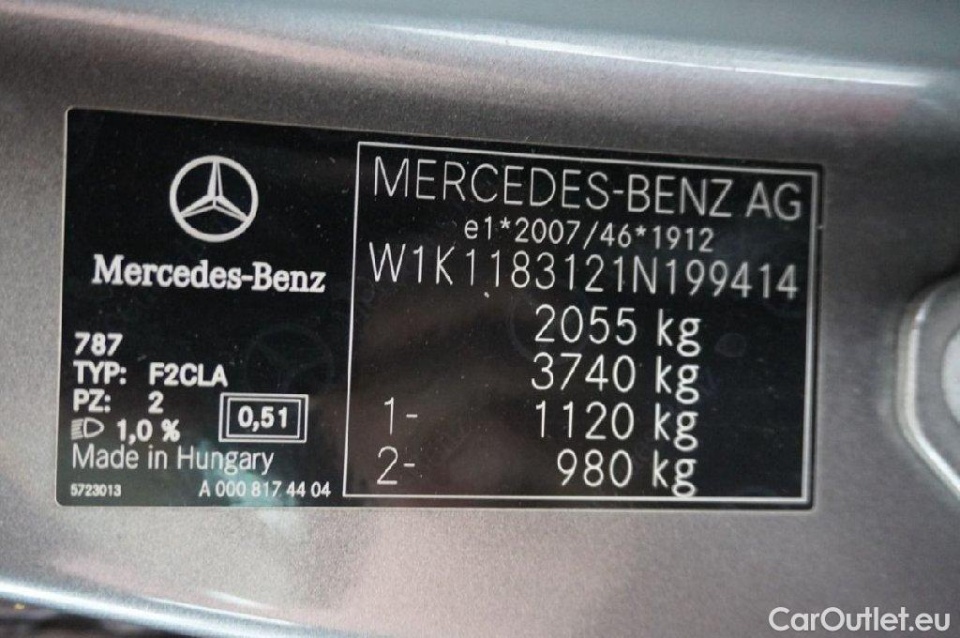 Mercedes-Benz
787
TYP: F2CLA
PZ: 2
1,0 %
0,51
Made in Hungary
5723013 A 000 817 44 04
MERCEDES-BENZ AG
e1*2007/46*1912
W1K1183121N199414
2055 kg
3740 kg
1- 1120 kg
2- 980 kg
CarOutlet.eu